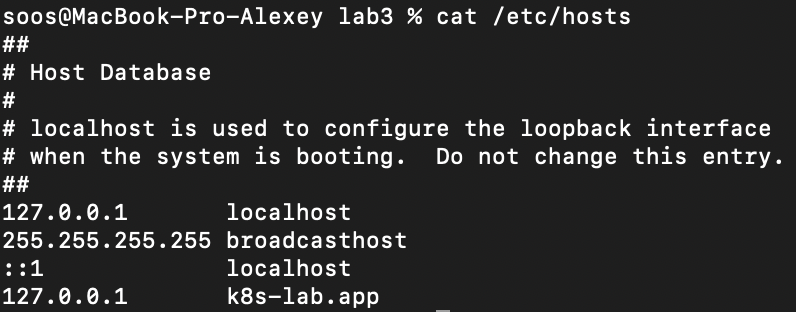 soos@MacBook-Pro-Alexey lab3 % cat /etc/hosts
##
# Host Database
#
# localhost is used to configure the loopback interface
# when the system is booting.  Do not change this entry.
##
127.0.0.1       localhost
255.255.255.255 broadcasthost
::1             localhost
127.0.0.1       k8s-lab.app